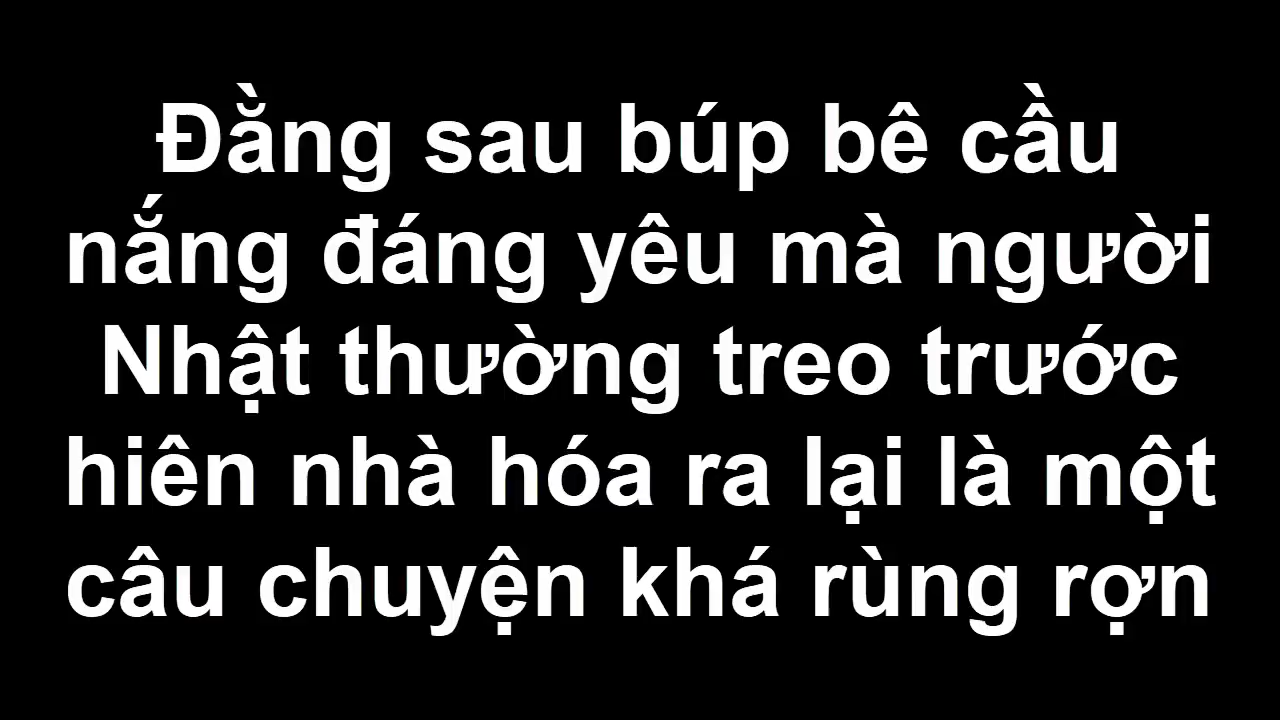 Đằng sau búp bê cầu
nắng đáng yêu mà người
Nhật thường treo trước
hiên nhà hóa ra lại là một
câu chuyện khá rùng rợn